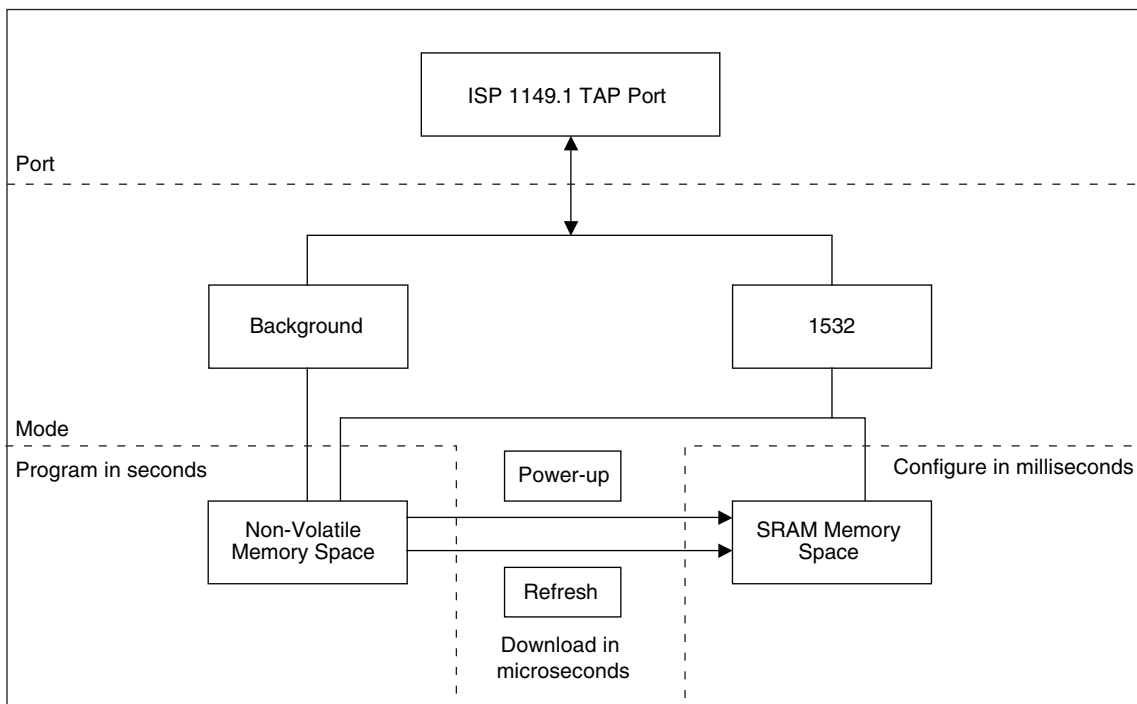 ISP 1149.1 TAP Port
Port
Background
1532
Mode
Program in seconds
Power-up
Configure in milliseconds
Non-Volatile
Memory Space
SRAM Memory
Space
Refresh
Download in
microseconds